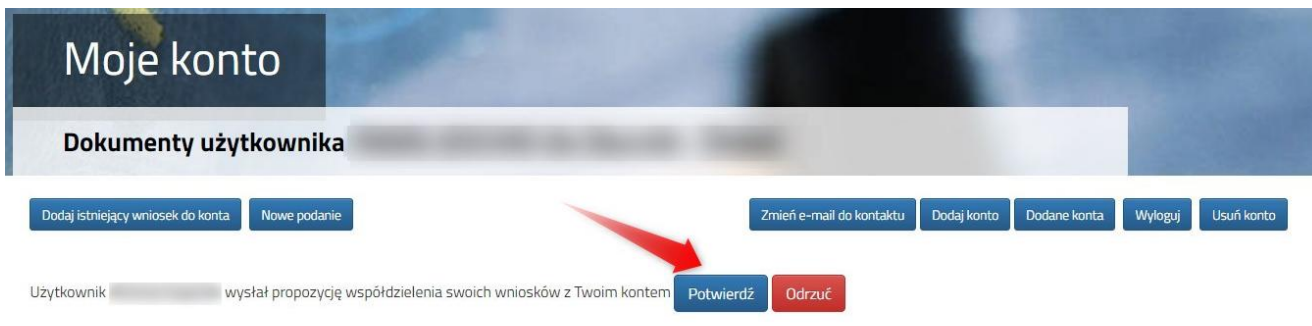 Moje konto
Dokumenty użytkownika
Dodaj istniejący wniosek do konta Nowe podanie Zmień e-mail do kontaktu Dodaj konto Dodane konta Wyloguj Usuń konto
Użytkownik wysłał propozycję współdzielenia swoich wniosków z Twoim kontem Potwierdź Odrzuć